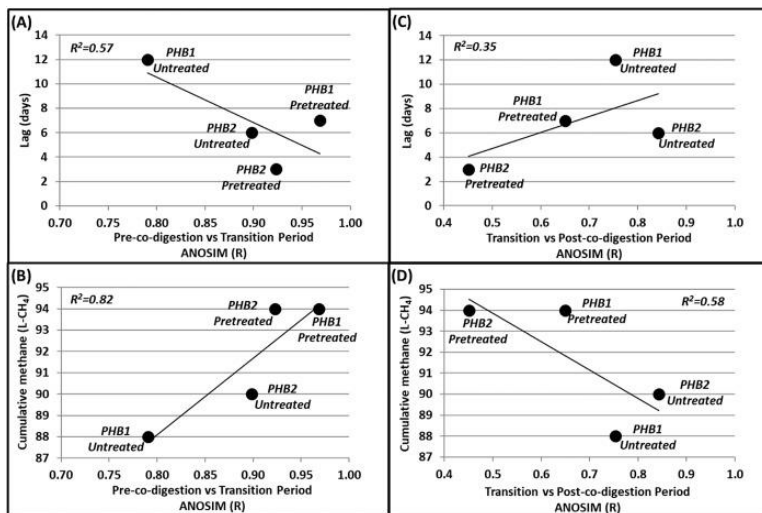 (A)
R²=0.57
14
12
10
8
6
4
2
0
Lag (days)
PHB1
Untreated
PHB1
Pretreated
PHB2
Untreated
PHB2
Pretreated
0.70 0.75 0.80 0.85 0.90 0.95 1.00
Pre-co-digestion vs Transition Period
ANOSIM (R)
(C)
R²=0.35
14
12
10
8
6
4
2
0
Lag (days)
PHB1
Untreated
PHB1
Pretreated
PHB2
Untreated
PHB2
Pretreated
0.4 0.5 0.6 0.7 0.8 0.9 1.0
Transition vs Post-co-digestion Period
ANOSIM (R)
(B)
R²=0.82
95
94
93
92
91
90
89
88
87
Cumulative methane (L-CH₄)
PHB2
Pretreated
PHB1
Pretreated
PHB2
Untreated
PHB1
Untreated
0.70 0.75 0.80 0.85 0.90 0.95 1.00
Pre-co-digestion vs Transition Period
ANOSIM (R)
(D)
R²=0.58
95
94
93
92
91
90
89
88
87
Cumulative methane (L-CH₄)
PHB2
Pretreated
PHB1
Pretreated
PHB2
Untreated
PHB1
Untreated
0.4 0.5 0.6 0.7 0.8 0.9 1.0
Transition vs Post-co-digestion Period
ANOSIM (R)